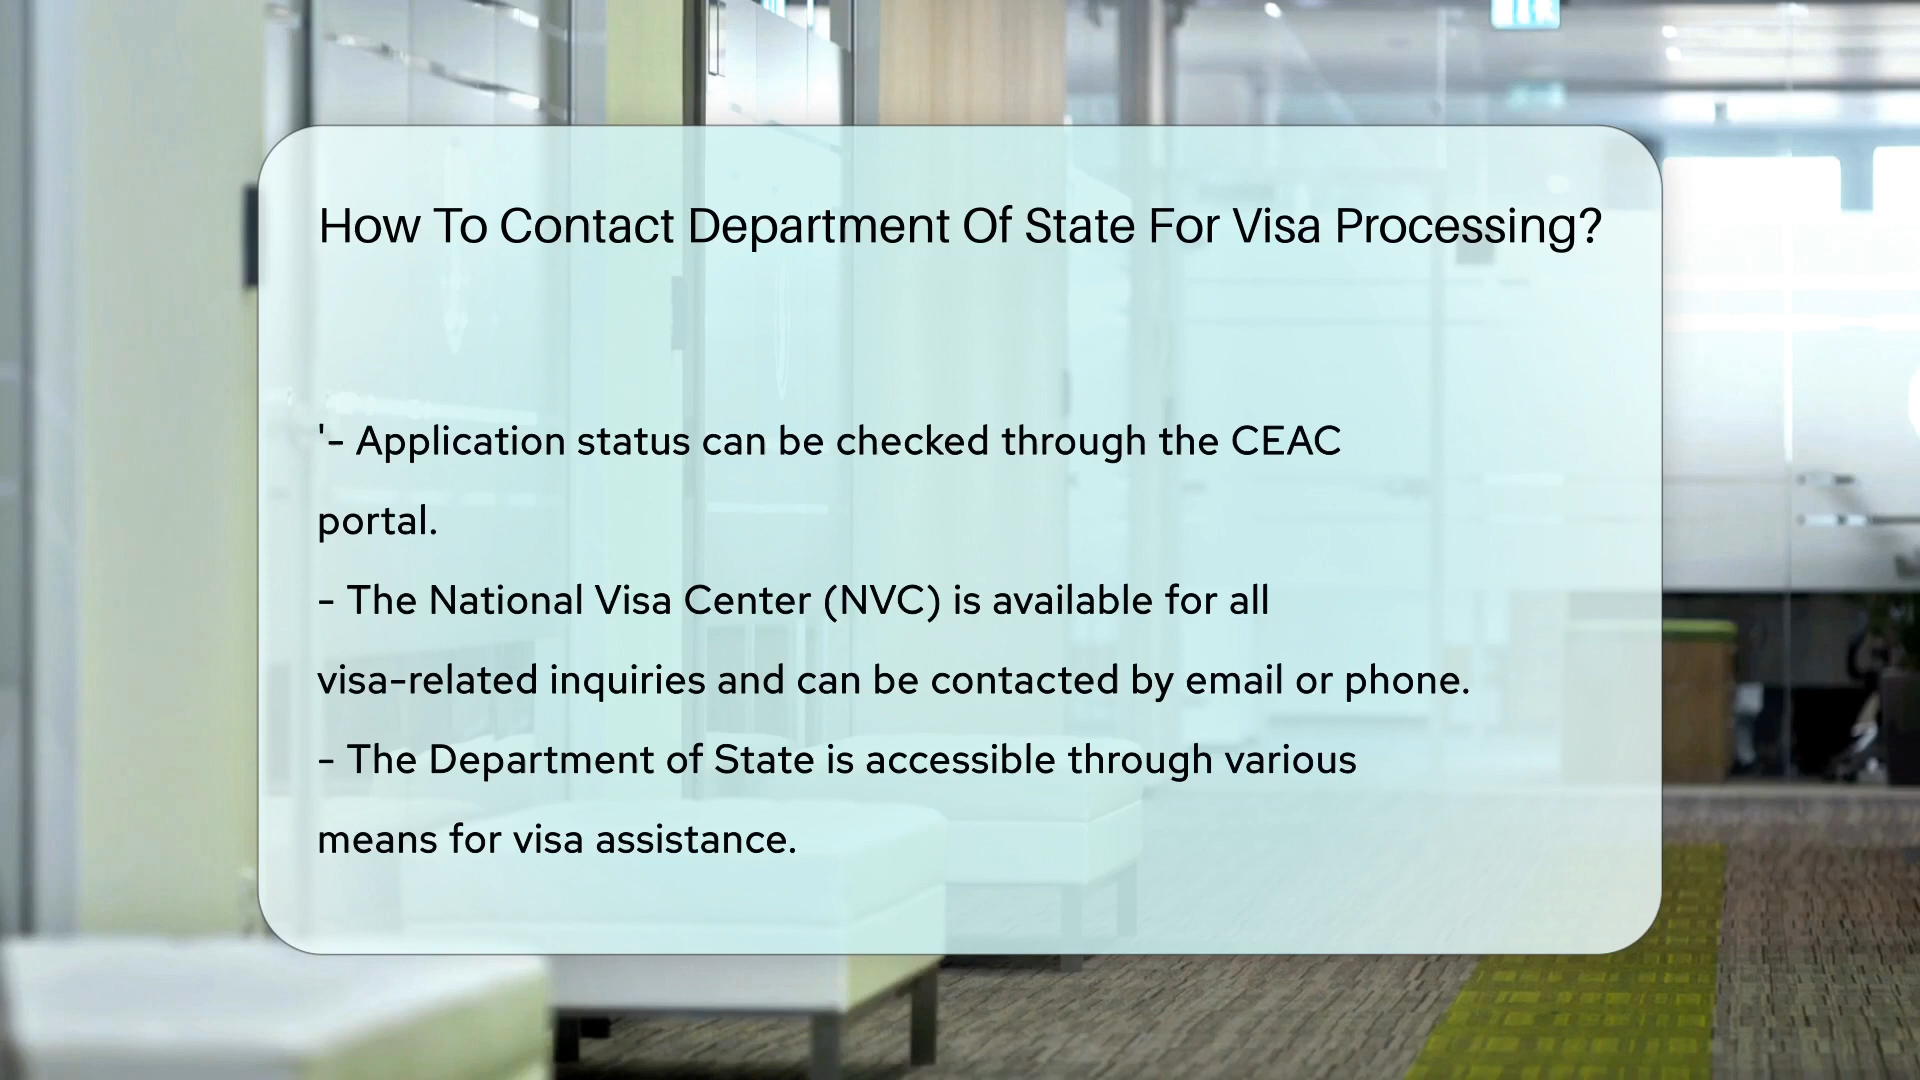 How To Contact Department Of State For Visa Processing?
'- Application status can be checked through the CEAC
portal.
- The National Visa Center (NVC) is available for all
visa-related inquiries and can be contacted by email or phone.
- The Department of State is accessible through various
means for visa assistance.